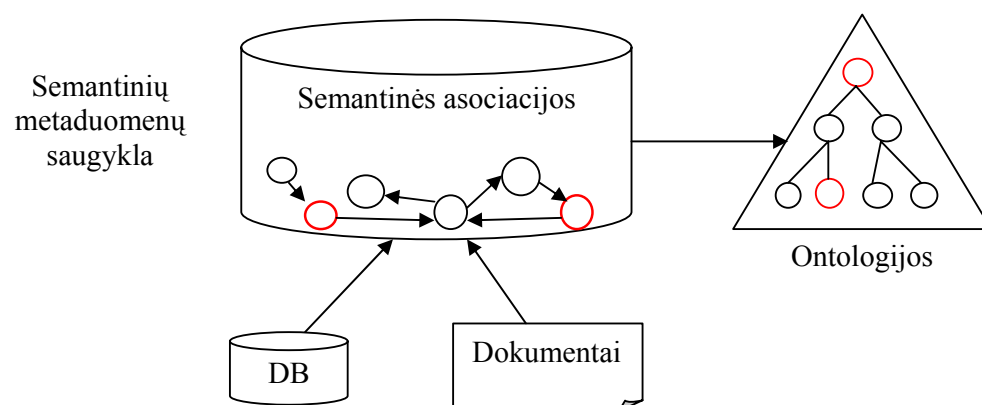 Semantinių
metaduomenų
saugykla
Semantinės asociacijos
Ontologijos
DB
Dokumentai